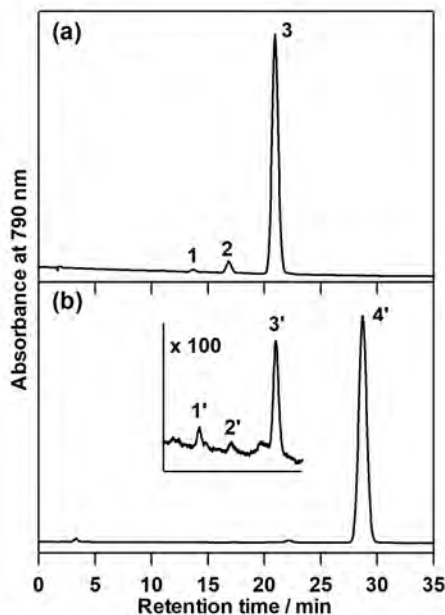 (a)
3
1
2
Absorbance at 790 nm
(b)
x 100
3'
4'
1'
2'
0 5 10 15 20 25 30 35
Retention time / min